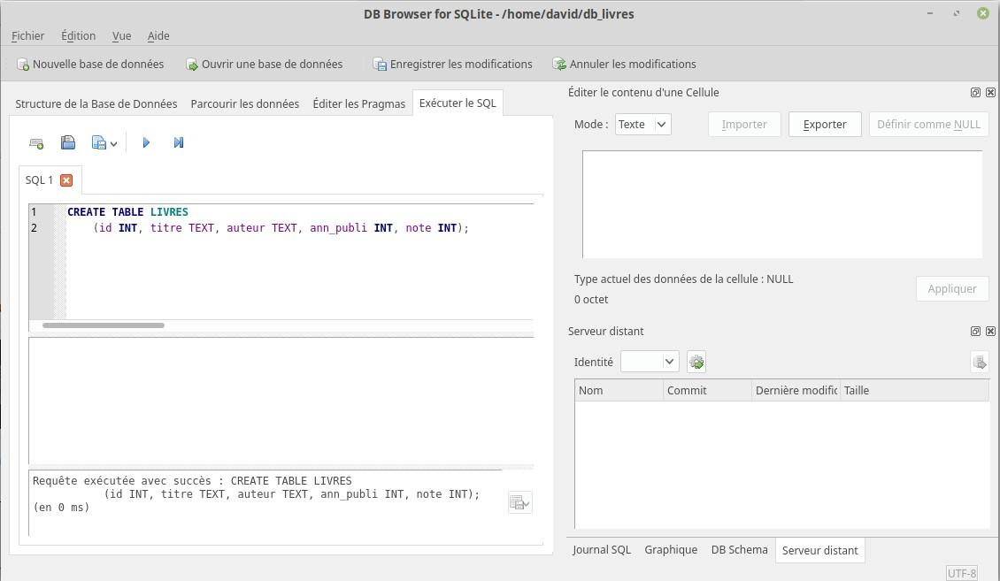 DB Browser for SQLite - /home/david/db_livres
Fichier Édition Vue Aide
Nouvelle base de données Ouvrir une base de données Enregistrer les modifications Annuler les modifications
Structure de la Base de Données Parcourir les données Éditer les Pragmas Exécuter le SQL
SQL 1
1 CREATE TABLE LIVRES
2 (id INT, titre TEXT, auteur TEXT, ann_publi INT, note INT);
Requête exécutée avec succès : CREATE TABLE LIVRES
(id INT, titre TEXT, auteur TEXT, ann_publi INT, note INT);
(en 0 ms)
Éditer le contenu d'une Cellule
Mode : Texte Importer Exporter Définir comme NULL
Type actuel des données de la cellule : NULL
0 octet
Appliquer
Serveur distant
Identité
Nom Commit Dernière modific Taille
Journal SQL Graphique DB Schema Serveur distant
UTF-8